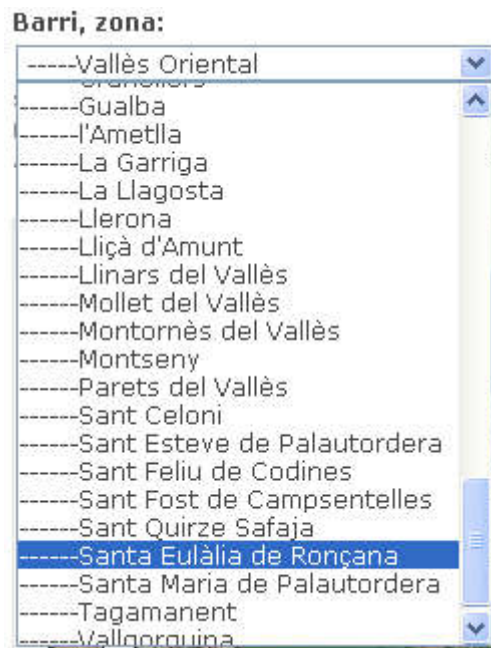 Barri, zona:
-----Vallès Oriental
------Granollers
------Gualba
------l'Ametlla
------La Garriga
------La Llagosta
------Llerona
------Lliçà d'Amunt
------Llinars del Vallès
------Mollet del Vallès
------Montornès del Vallès
------Montseny
------Parets del Vallès
------Sant Celoni
------Sant Esteve de Palautordera
------Sant Feliu de Codines
------Sant Fost de Campsentelles
------Sant Quirze Safaja
------Santa Eulàlia de Ronçana
------Santa Maria de Palautordera
------Tagamanent
------Vallgorguina